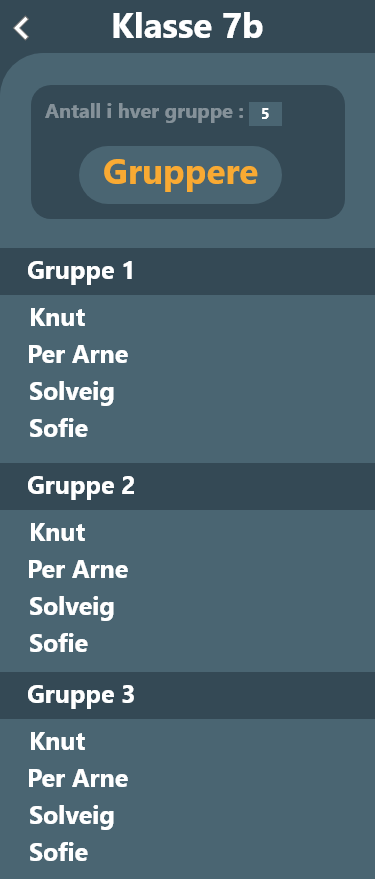 Klasse 7b
Antall i hver gruppe : 5
Gruppere
Gruppe 1
Knut
Per Arne
Solveig
Sofie
Gruppe 2
Knut
Per Arne
Solveig
Sofie
Gruppe 3
Knut
Per Arne
Solveig
Sofie